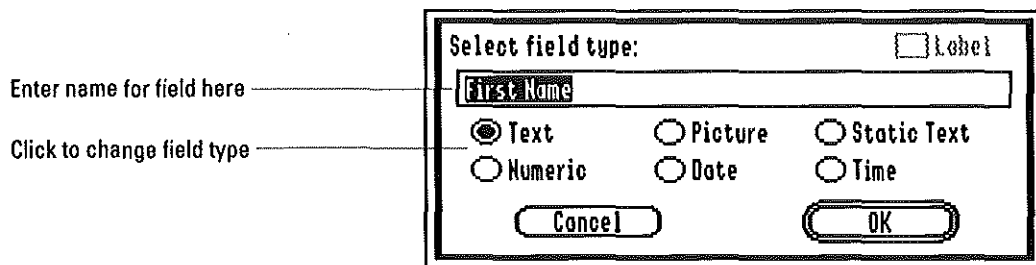 Select field type:
Label
Enter name for field here
First Name
Text
Picture
Static Text
Click to change field type
Numeric
Date
Time
Cancel
OK